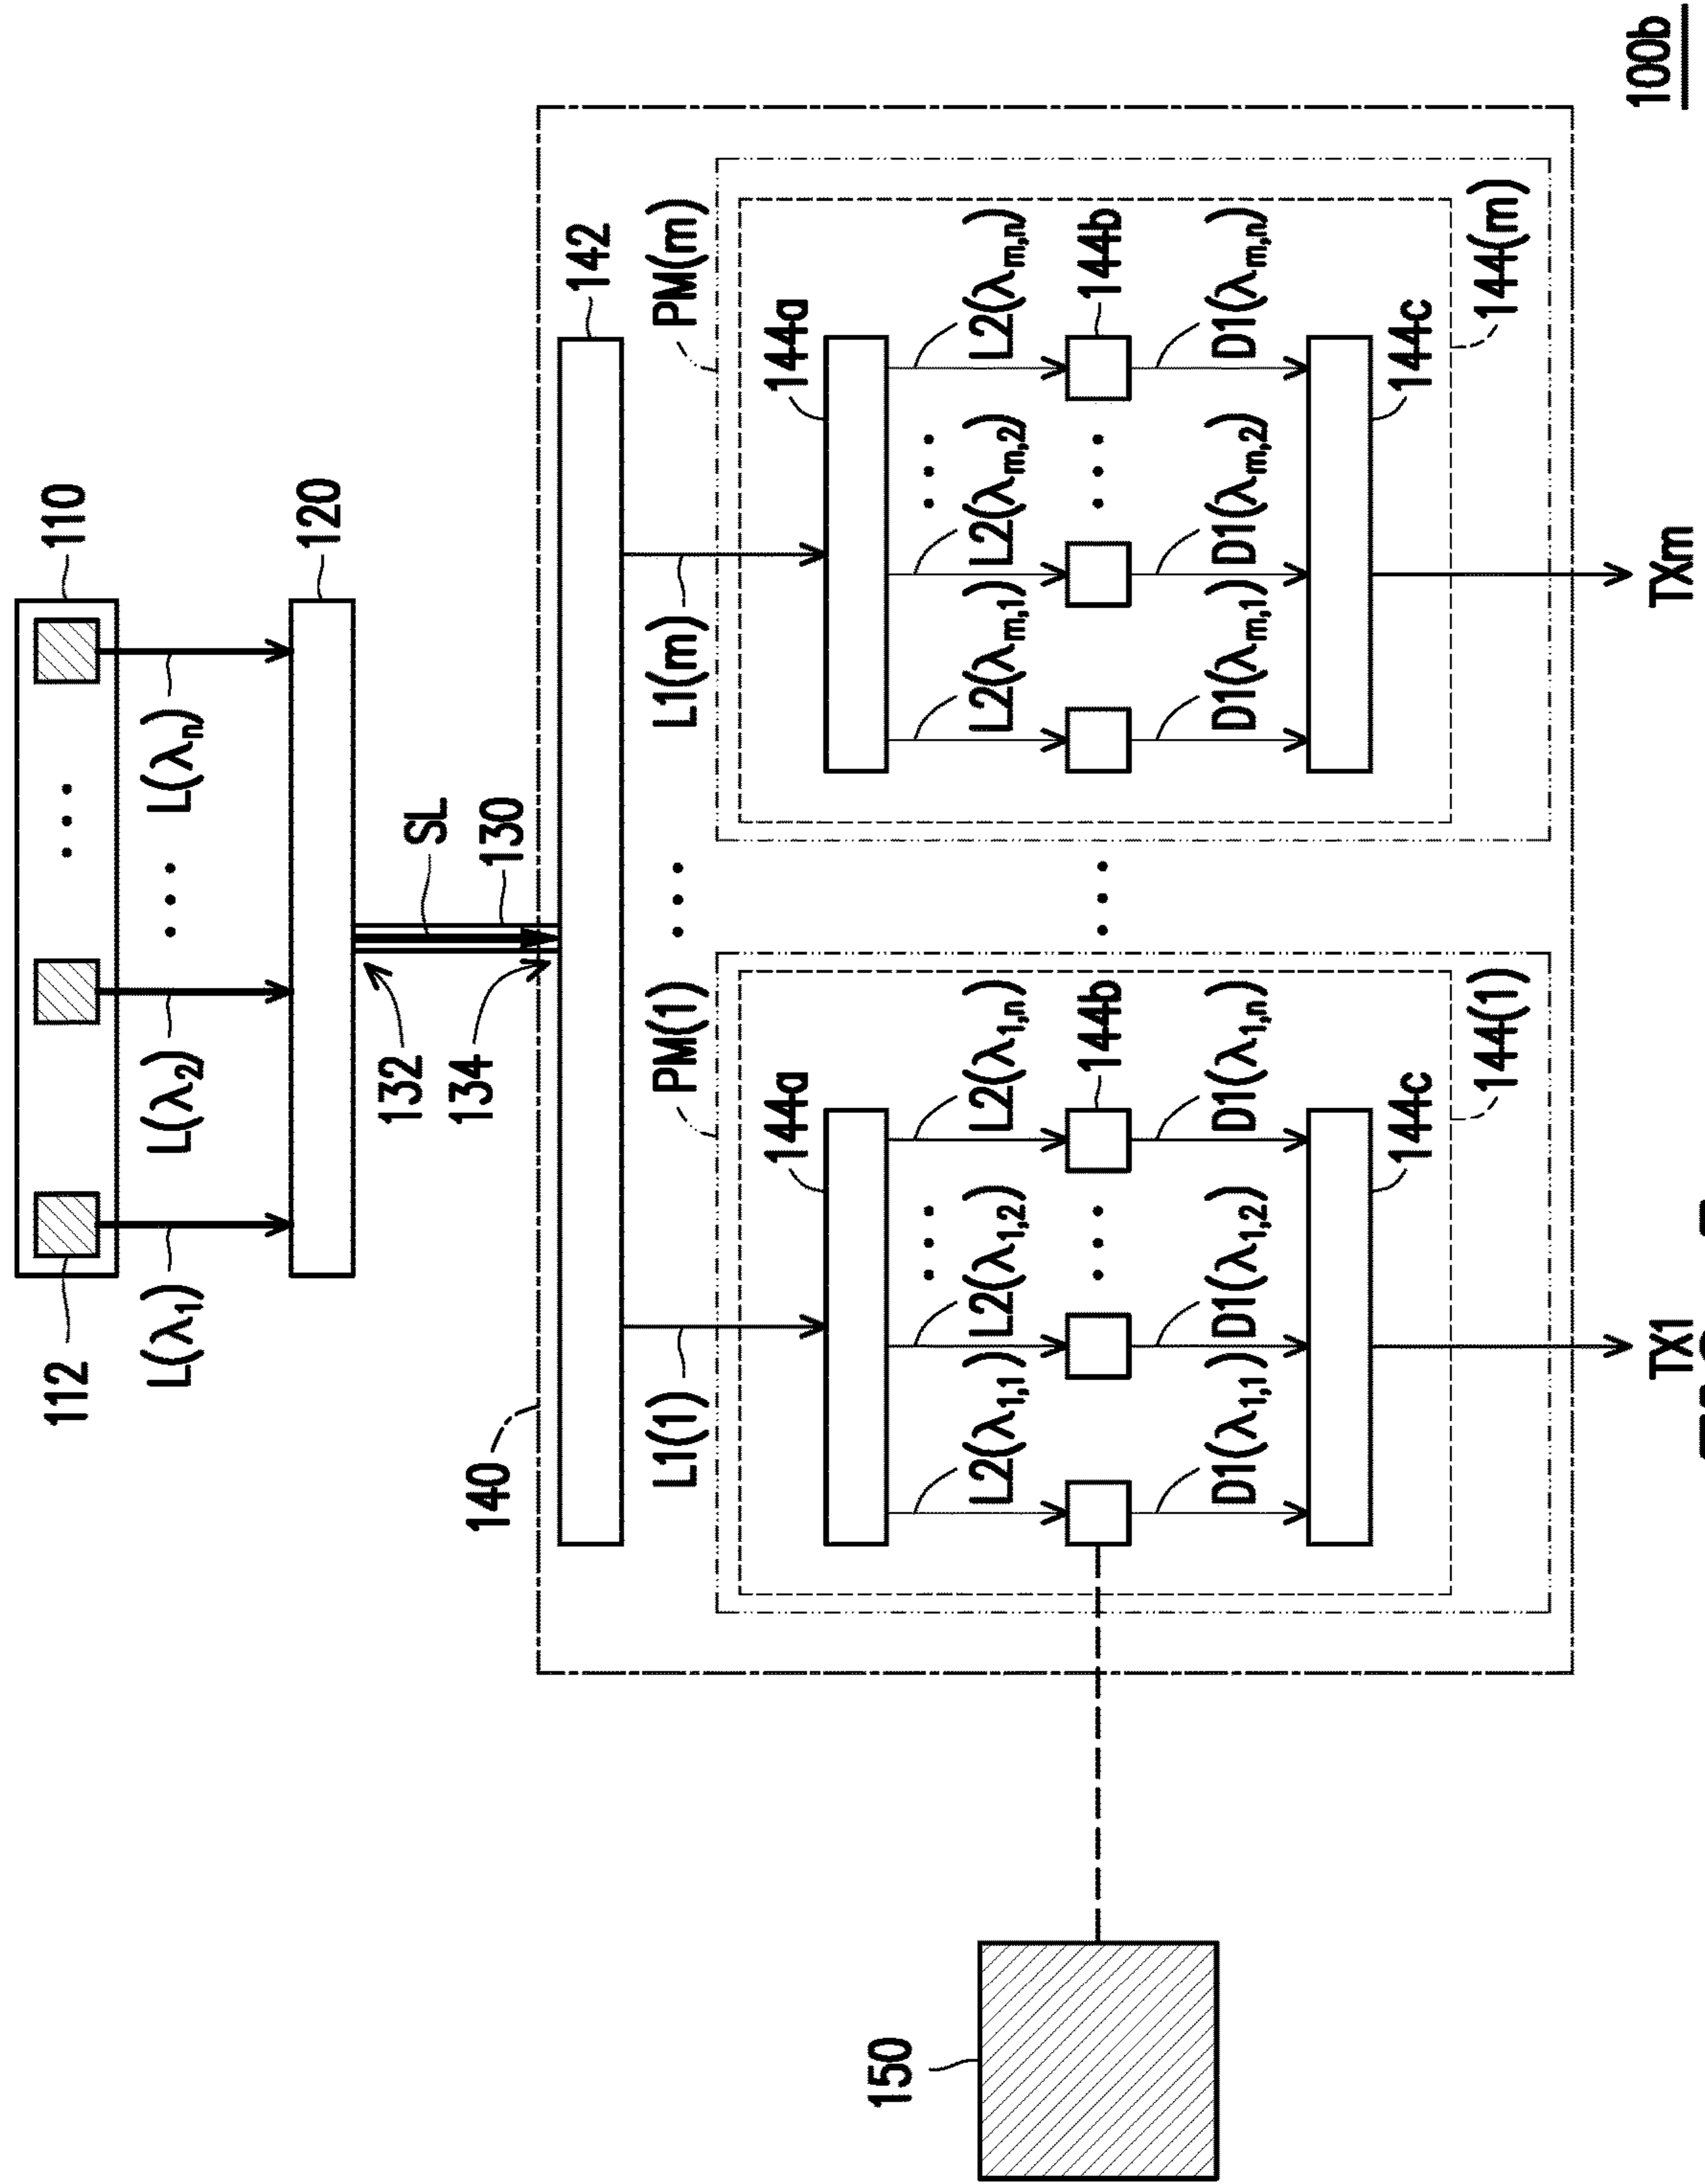 110
112
L(λ1)
L(λ2)
L(λn)
120
132
SL
134
130
140
142
L1(1)
PM(1)
L1(m)
PM(m)
144a
144a
L2(λ1,1)
L2(λ1,2)
L2(λ1,n)
L2(λm,1)
L2(λm,2)
L2(λm,n)
150
144b
144b
D1(λ1,1)
D1(λ1,2)
D1(λ1,n)
D1(λm,1)
D1(λm,2)
D1(λm,n)
144c
144c
144(1)
144(m)
TX1
TXm
100b